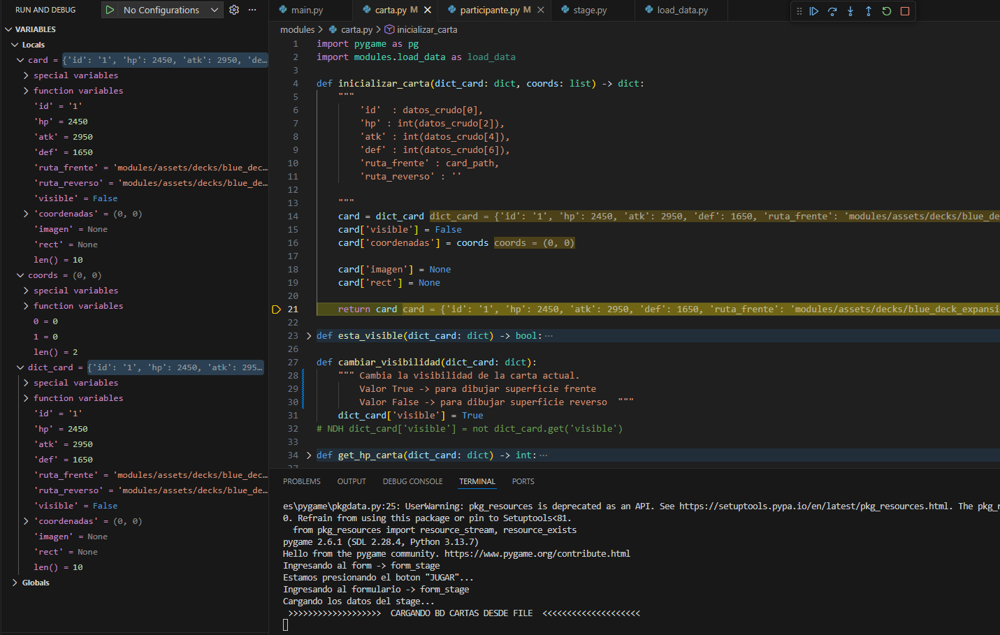 RUN AND DEBUG
No Configurations
VARIABLES
Locals
card = {'id': '1', 'hp': 2450, 'atk': 2950, 'de…
special variables
function variables
'id' = '1'
'hp' = 2450
'atk' = 2950
'def' = 1650
'ruta_frente' = 'modules/assets/decks/blue_dec…
'ruta_reverso' = 'modules/assets/decks/blue_de…
'visible' = False
'coordenadas' = (0, 0)
'imagen' = None
'rect' = None
len() = 10
coords = (0, 0)
special variables
function variables
0 = 0
1 = 0
len() = 2
dict_card = {'id': '1', 'hp': 2450, 'atk': 295…
special variables
function variables
'id' = '1'
'hp' = 2450
'atk' = 2950
'def' = 1650
'ruta_frente' = 'modules/assets/decks/blue_dec…
'ruta_reverso' = 'modules/assets/decks/blue_de…
'visible' = False
'coordenadas' = (0, 0)
'imagen' = None
'rect' = None
len() = 10
Globals
main.py
carta.py M
participante.py M
stage.py
load_data.py
modules > carta.py > inicializar_carta
1 import pygame as pg
2 import modules.load_data as load_data
3
4 def inicializar_carta(dict_card: dict, coords: list) -> dict:
5 """
6 'id'  : datos_crudo[0],
7 'hp' : int(datos_crudo[2]),
8 'atk' : int(datos_crudo[4]),
9 'def' : int(datos_crudo[6]),
10 'ruta_frente' : card_path,
11 'ruta_reverso' : ''
12
13 """
14 card = dict_card dict_card = {'id': '1', 'hp': 2450, 'atk': 2950, 'def': 1650, 'ruta_frente': 'modules/assets/decks/blue_de
15 card['visible'] = False
16 card['coordenadas'] = coords coords = (0, 0)
17
18 card['imagen'] = None
19 card['rect'] = None
20
21 return card card = {'id': '1', 'hp': 2450, 'atk': 2950, 'def': 1650, 'ruta_frente': 'modules/assets/decks/blue_deck_expansi
22
23 def esta_visible(dict_card: dict) -> bool:…
26
27 def cambiar_visibilidad(dict_card: dict):
28 """ Cambia la visibilidad de la carta actual.
29 Valor True -> para dibujar superficie frente
30 Valor False -> para dibujar superficie reverso  """
31 dict_card['visible'] = True
32 # NDH dict_card['visible'] = not dict_card.get('visible')
33
34 def get_hp_carta(dict_card: dict) -> int:…
37
PROBLEMS OUTPUT DEBUG CONSOLE TERMINAL PORTS
es\pygame\pkgdata.py:25: UserWarning: pkg_resources is deprecated as an API. See https://setuptools.pypa.io/en/latest/pkg_resources.html. The pkg_r
0. Refrain from using this package or pin to Setuptools<81.
from pkg_resources import resource_stream, resource_exists
pygame 2.6.1 (SDL 2.28.4, Python 3.13.7)
Hello from the pygame community. https://www.pygame.org/contribute.html
Ingresando al form -> form_stage
Estamos presionando el boton "JUGAR"...
Ingresando al formulario -> form_stage
Cargando los datos del stage...
>>>>>>>>>>>>>>>>>>>  CARGANDO BD CARTAS DESDE FILE  <<<<<<<<<<<<<<<<<<<<